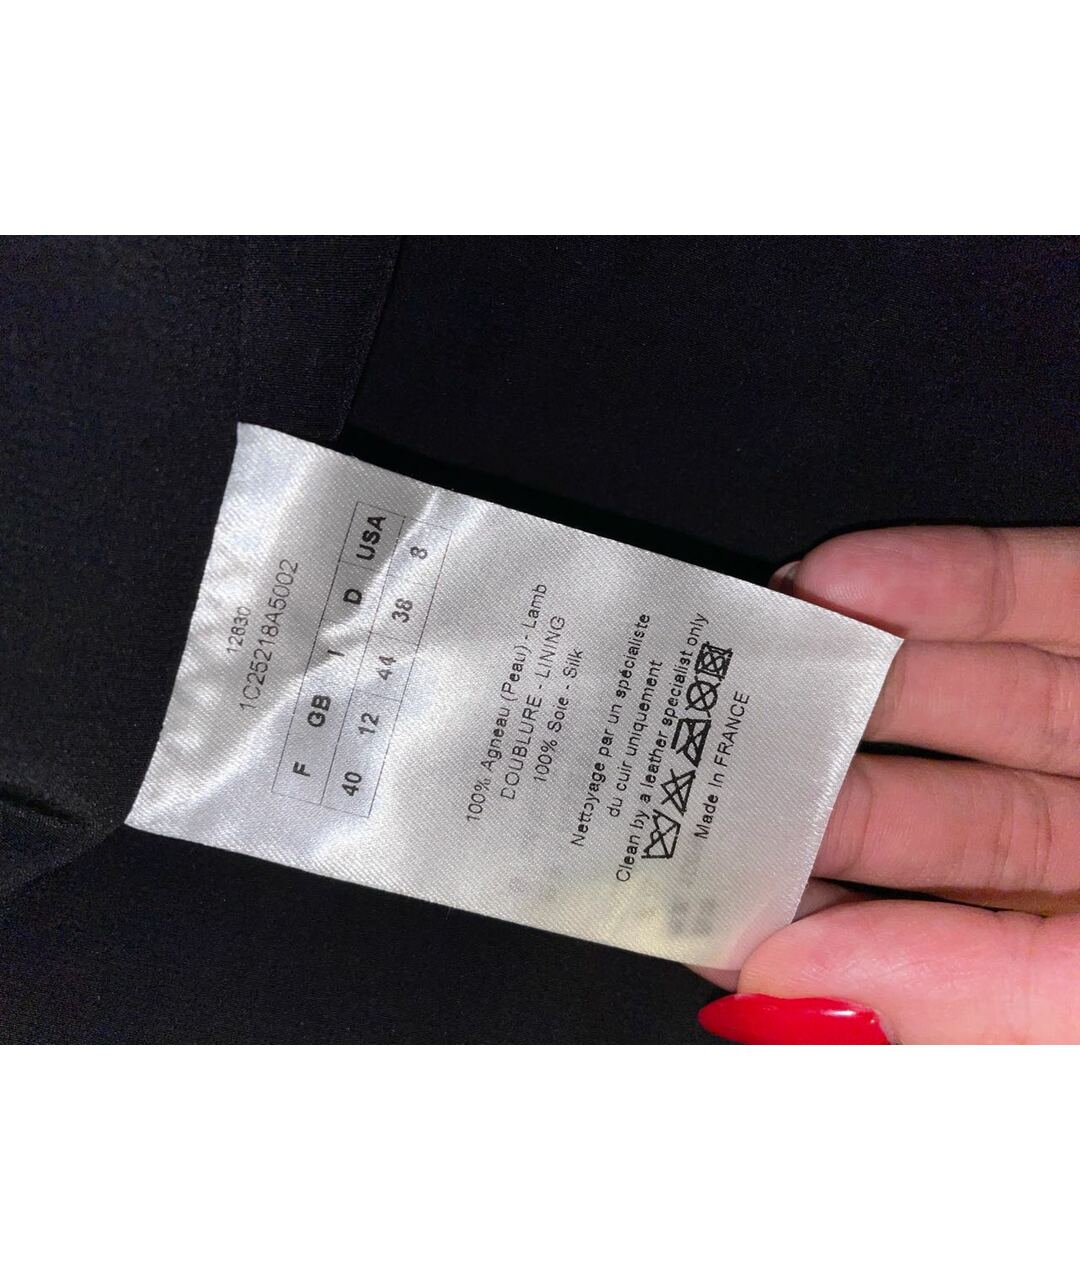 12830
1C25218A5002
F GB I D USA
40 12 44 38 8
100% Agneau (Peau) - Lamb
DOUBLURE - LINING
100% Soie - Silk
Nettoyage par un spécialiste
du cuir uniquement
Clean by a leather specialist only
Made In FRANCE